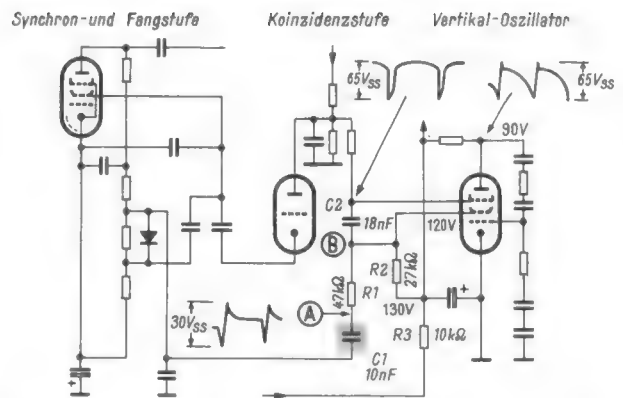 Synchron- und Fangstufe
Koinzidenzstufe
Vertikal-Oszillator
65Vss
65Vss
90V
C2
18nF
120V
B
R2
27kΩ
47kΩ
R1
A
130V
30Vss
R3
10kΩ
C1
10nF
+
+